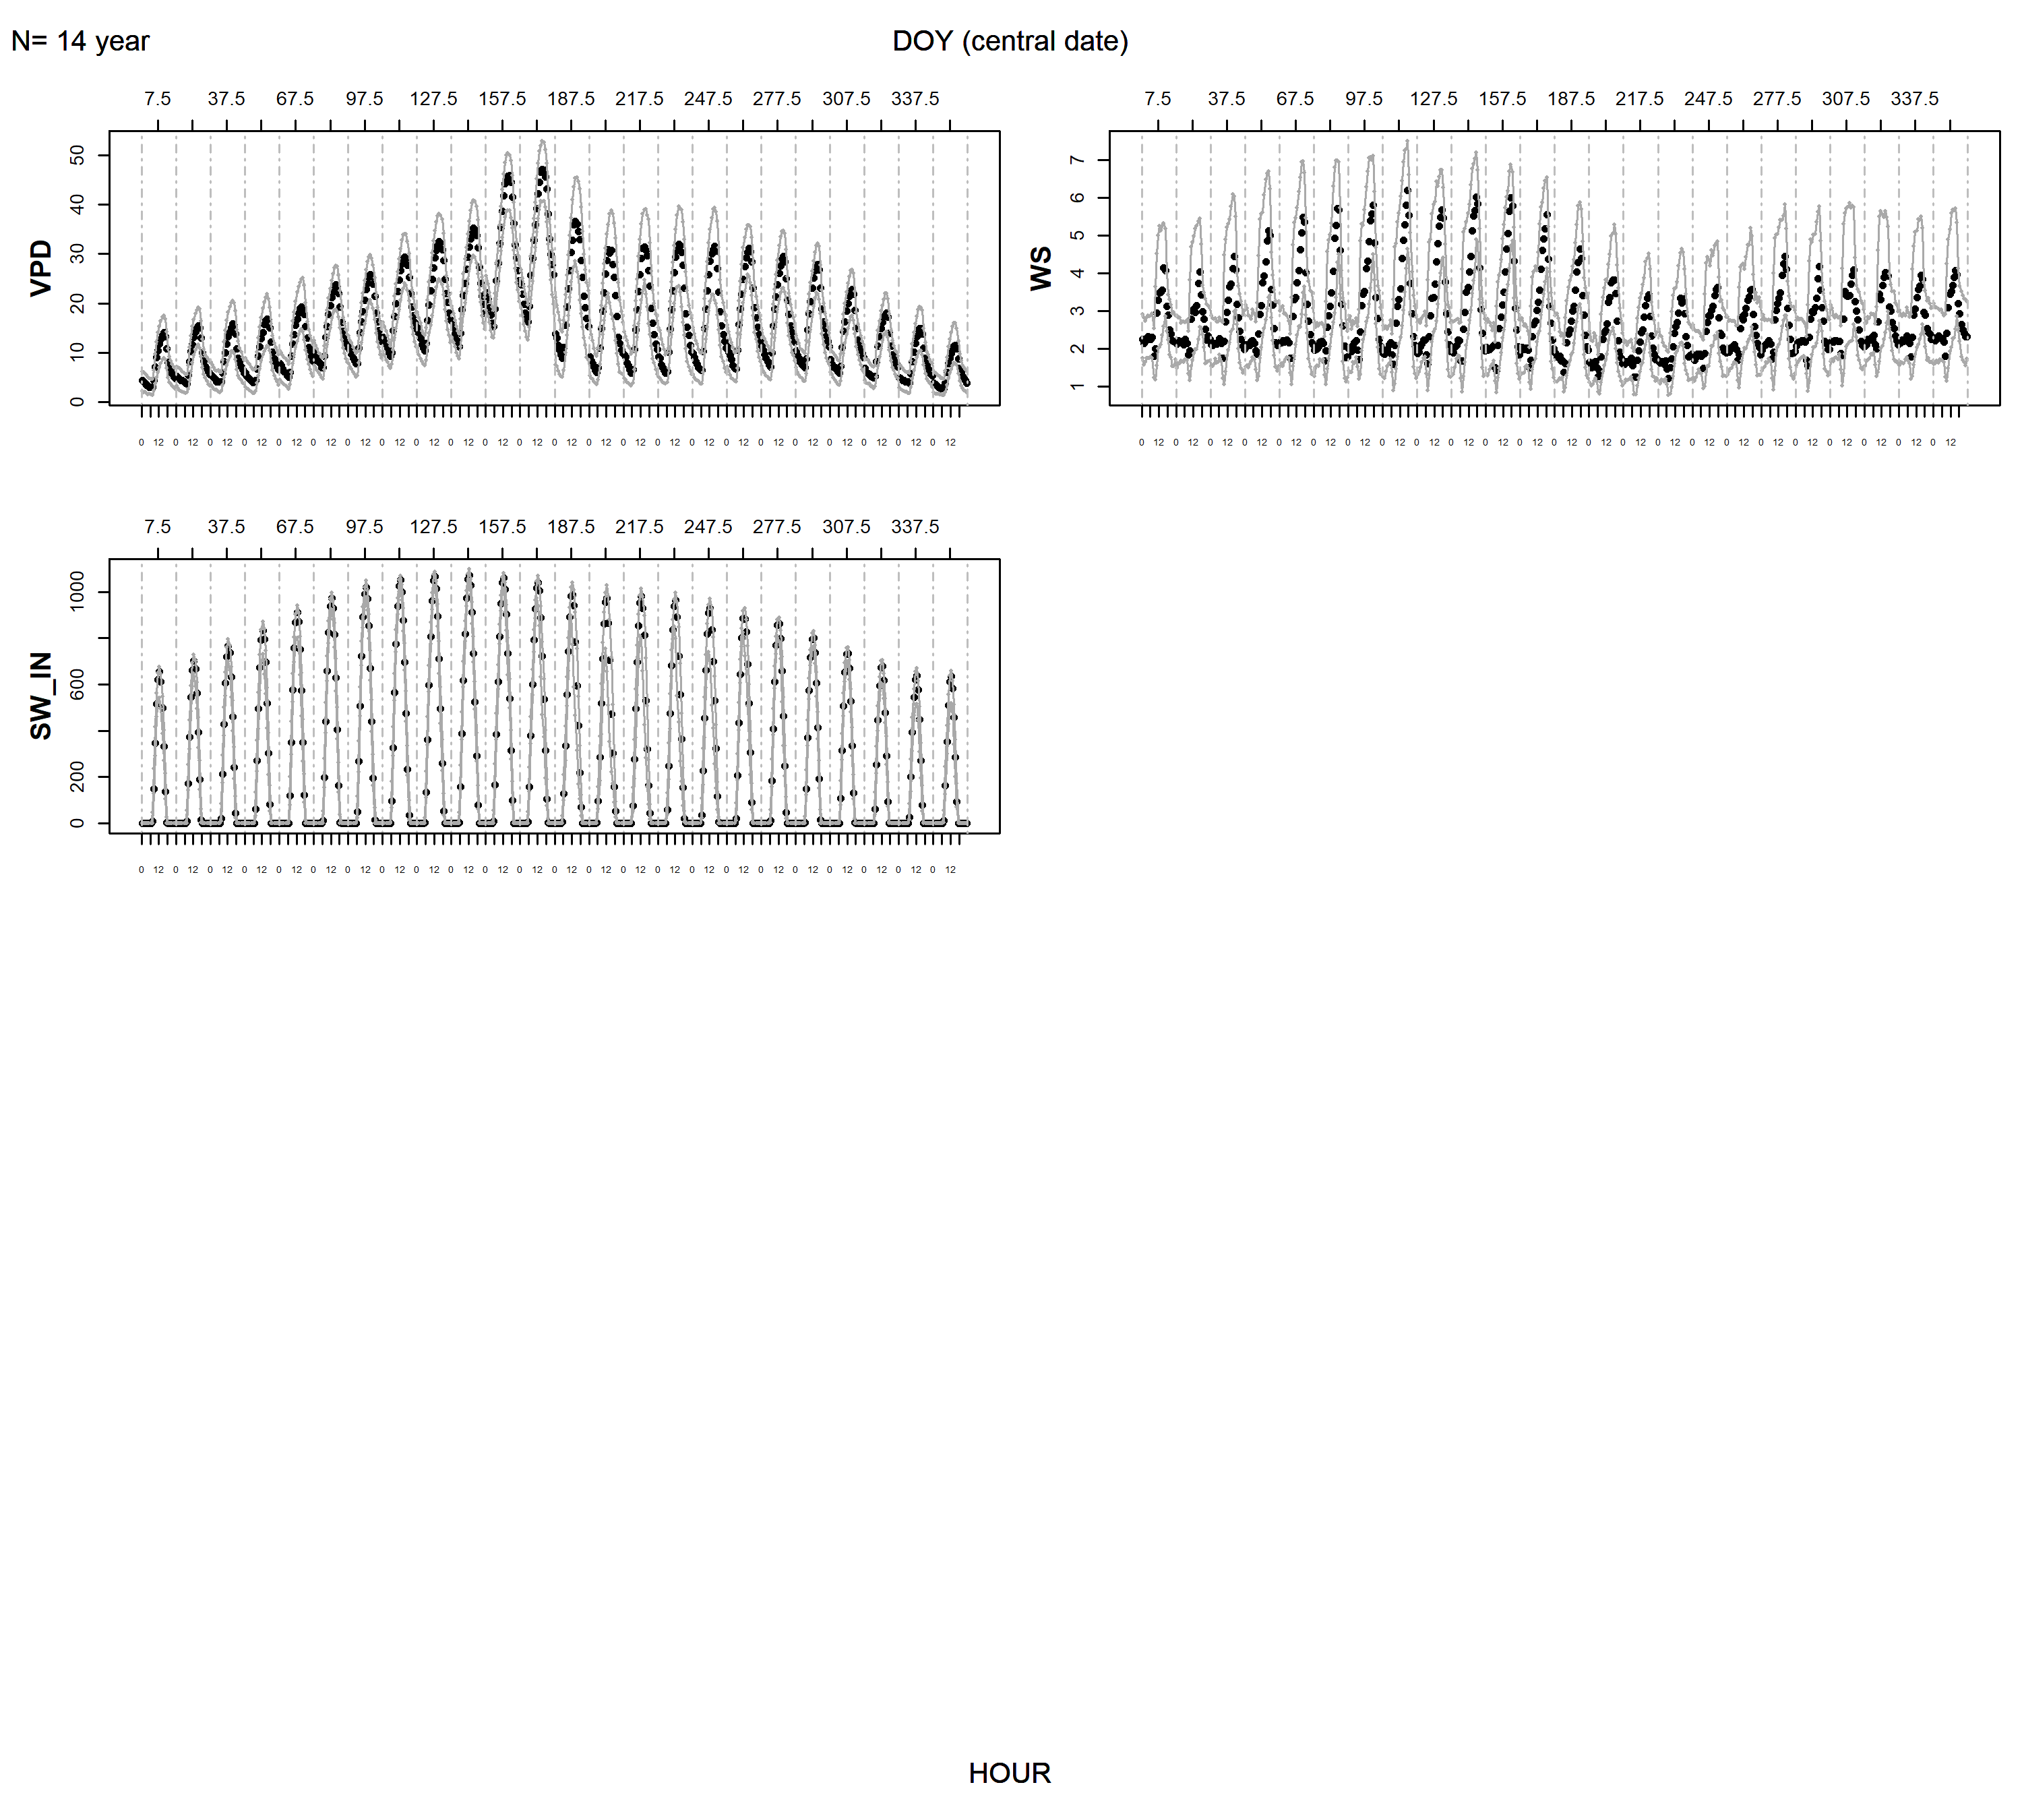 N= 14 year
DOY (central date)
7.5 37.5 67.5 97.5 127.5 157.5 187.5 217.5 247.5 277.5 307.5 337.5
VPD
50
40
30
20
10
0
0 12 0 12 0 12 0 12 0 12 0 12 0 12 0 12 0 12 0 12 0 12 0 12 0 12 0 12 0 12 0 12 0 12 0 12 0 12 0 12 0 12 0 12 0 12 0 12
7.5 37.5 67.5 97.5 127.5 157.5 187.5 217.5 247.5 277.5 307.5 337.5
WS
7
6
5
4
3
2
1
0 12 0 12 0 12 0 12 0 12 0 12 0 12 0 12 0 12 0 12 0 12 0 12 0 12 0 12 0 12 0 12 0 12 0 12 0 12 0 12 0 12 0 12 0 12 0 12
7.5 37.5 67.5 97.5 127.5 157.5 187.5 217.5 247.5 277.5 307.5 337.5
SW_IN
1000
600
200
0
0 12 0 12 0 12 0 12 0 12 0 12 0 12 0 12 0 12 0 12 0 12 0 12 0 12 0 12 0 12 0 12 0 12 0 12 0 12 0 12 0 12 0 12 0 12 0 12
HOUR